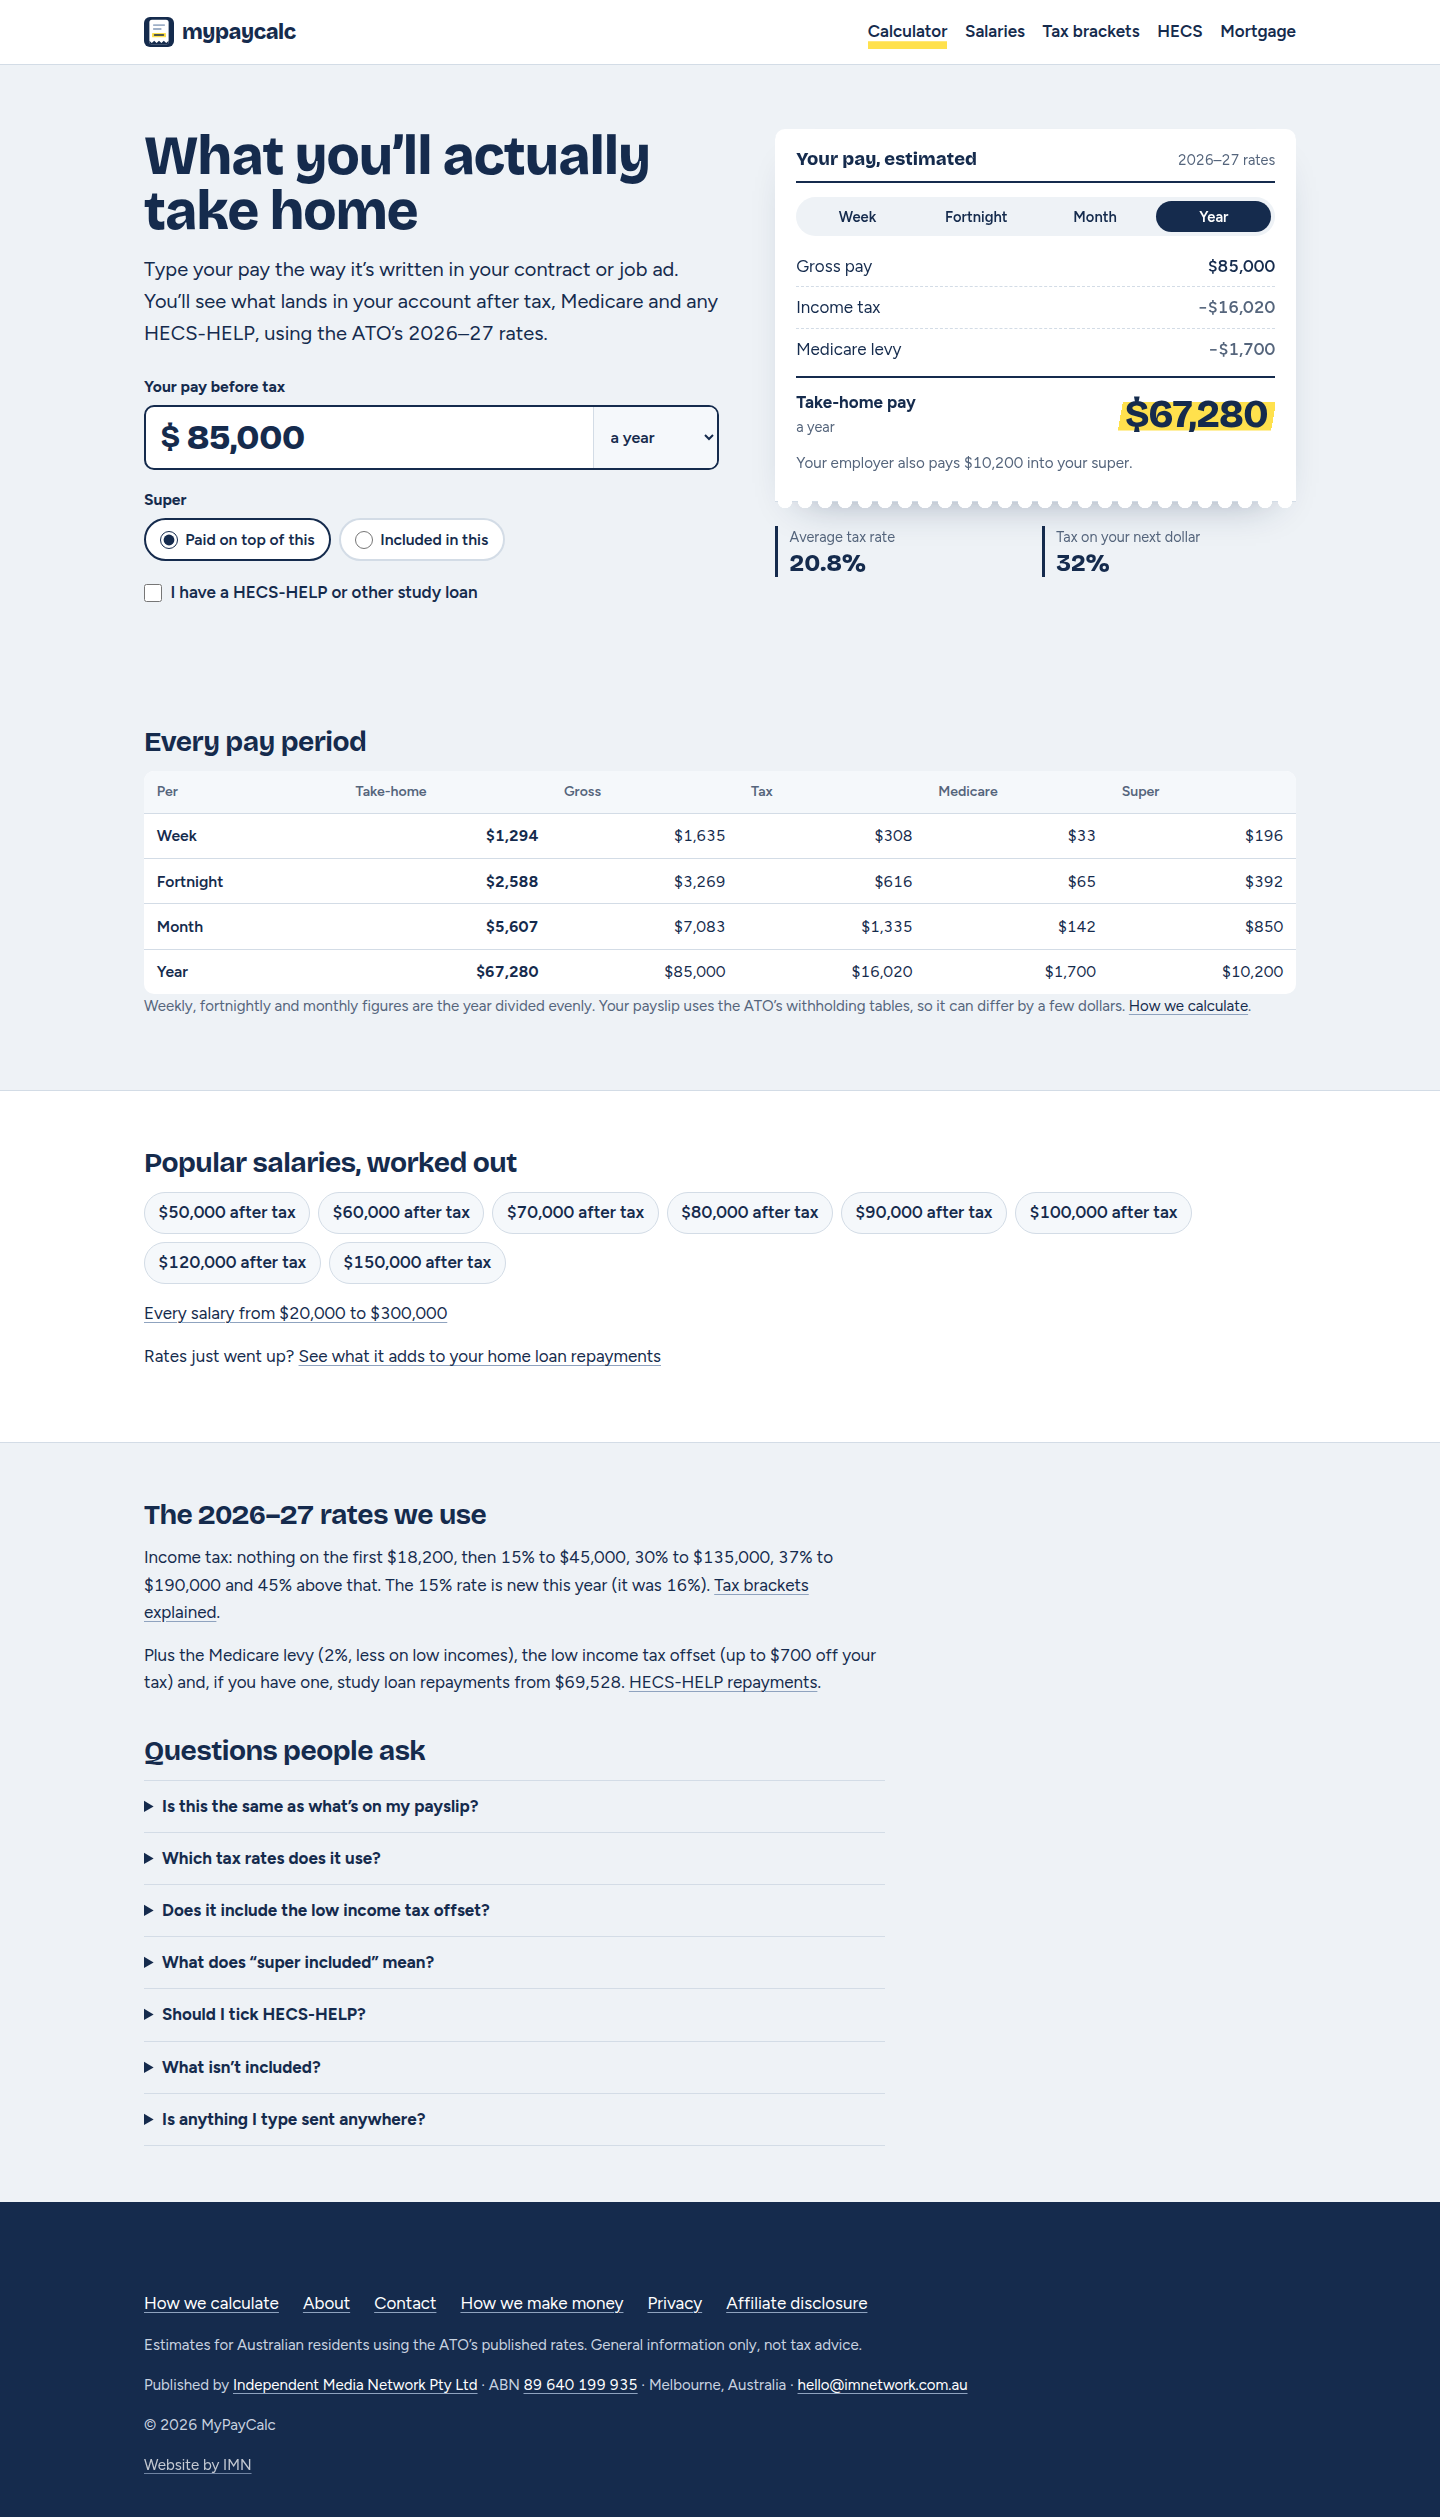 mypaycalc
Calculator Salaries Tax brackets HECS Mortgage
What you’ll actually
take home
Type your pay the way it’s written in your contract or job ad.
You’ll see what lands in your account after tax, Medicare and any
HECS-HELP, using the ATO’s 2026–27 rates.
Your pay before tax
$ 85,000 a year
Super
Paid on top of this Included in this
I have a HECS-HELP or other study loan
Your pay, estimated 2026–27 rates
Week Fortnight Month Year
Gross pay $85,000
Income tax −$16,020
Medicare levy −$1,700
Take-home pay $67,280
a year
Your employer also pays $10,200 into your super.
Average tax rate Tax on your next dollar
20.8% 32%
Every pay period
Per Take-home Gross Tax Medicare Super
Week $1,294 $1,635 $308 $33 $196
Fortnight $2,588 $3,269 $616 $65 $392
Month $5,607 $7,083 $1,335 $142 $850
Year $67,280 $85,000 $16,020 $1,700 $10,200
Weekly, fortnightly and monthly figures are the year divided evenly. Your payslip uses the ATO’s withholding tables, so it can differ by a few dollars. How we calculate.
Popular salaries, worked out
$50,000 after tax $60,000 after tax $70,000 after tax $80,000 after tax $90,000 after tax $100,000 after tax
$120,000 after tax $150,000 after tax
Every salary from $20,000 to $300,000
Rates just went up? See what it adds to your home loan repayments
The 2026–27 rates we use
Income tax: nothing on the first $18,200, then 15% to $45,000, 30% to $135,000, 37% to
$190,000 and 45% above that. The 15% rate is new this year (it was 16%). Tax brackets
explained.
Plus the Medicare levy (2%, less on low incomes), the low income tax offset (up to $700 off your
tax) and, if you have one, study loan repayments from $69,528. HECS-HELP repayments.
Questions people ask
Is this the same as what’s on my payslip?
Which tax rates does it use?
Does it include the low income tax offset?
What does “super included” mean?
Should I tick HECS-HELP?
What isn’t included?
Is anything I type sent anywhere?
How we calculate About Contact How we make money Privacy Affiliate disclosure
Estimates for Australian residents using the ATO’s published rates. General information only, not tax advice.
Published by Independent Media Network Pty Ltd · ABN 89 640 199 935 · Melbourne, Australia · hello@imnetwork.com.au
© 2026 MyPayCalc
Website by IMN